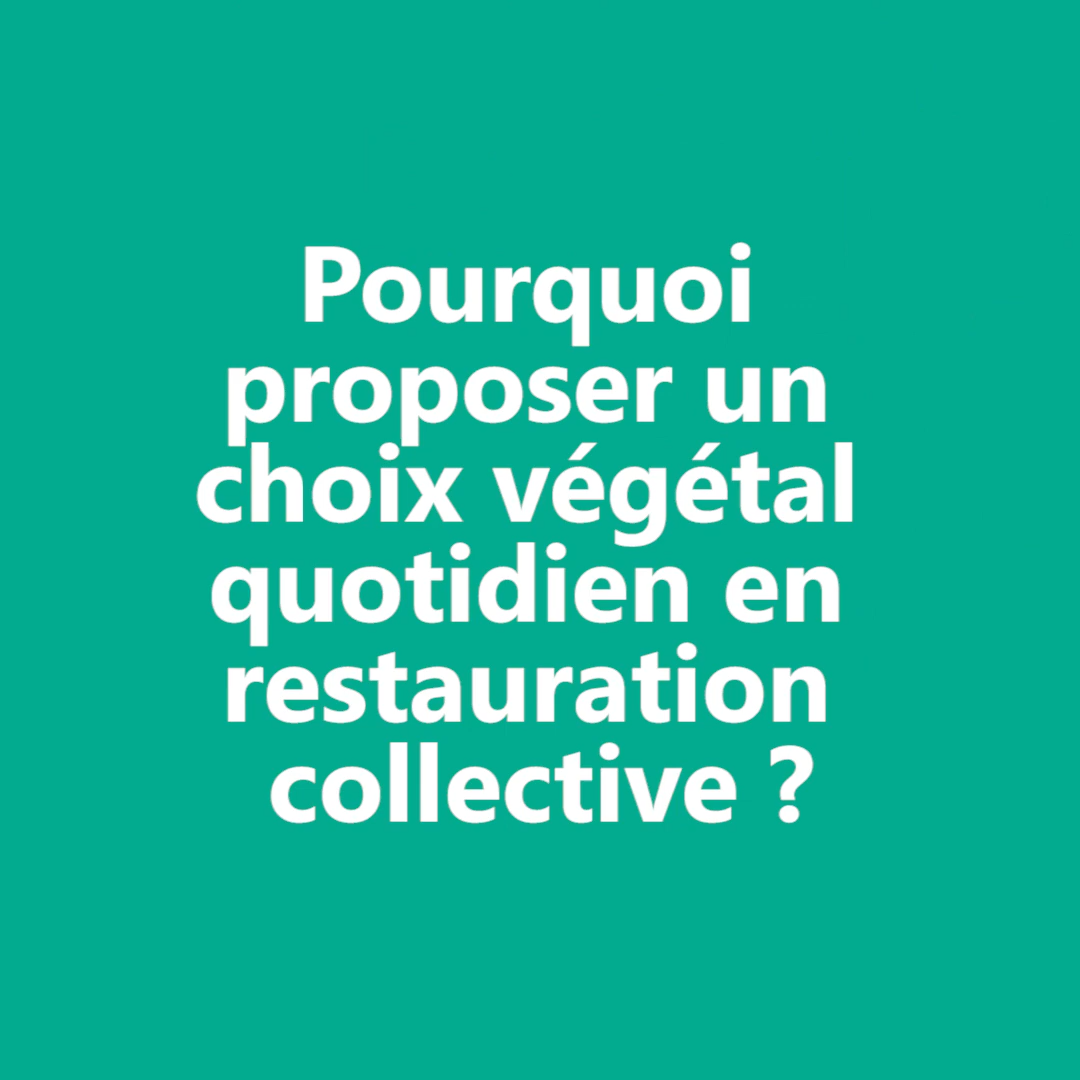 Pourquoi
proposer un
choix végétal
quotidien en
restauration
collective ?